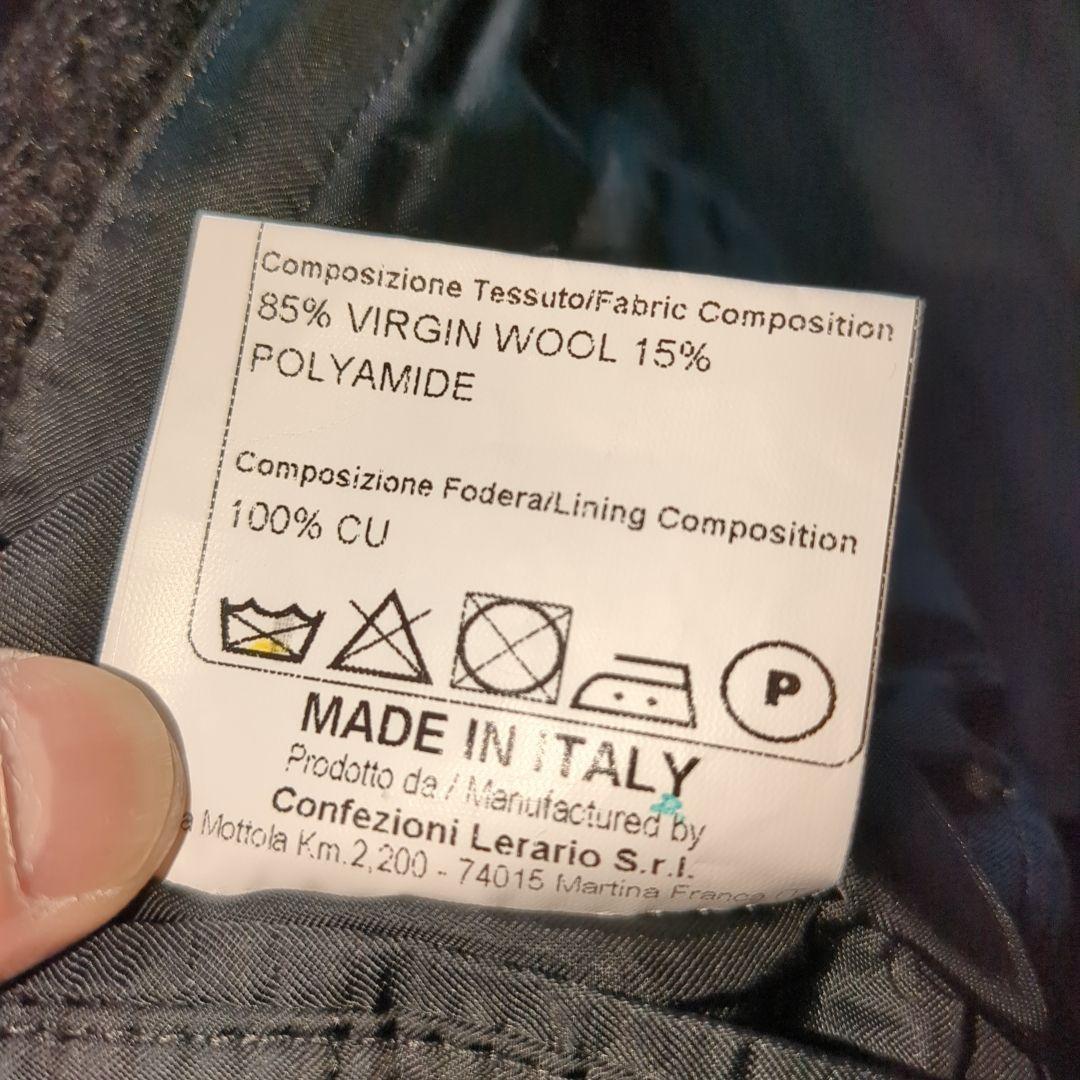 Composizione Tessuto/Fabric Composition
85% VIRGIN WOOL 15%
POLYAMIDE
Composizione Fodera/Lining Composition
100% CU
P
MADE IN ITALY
Prodotto da / Manufactured by
Confezioni Lerario S.r.l.
Mottola Km.2,200 - 74015 Martina Franca